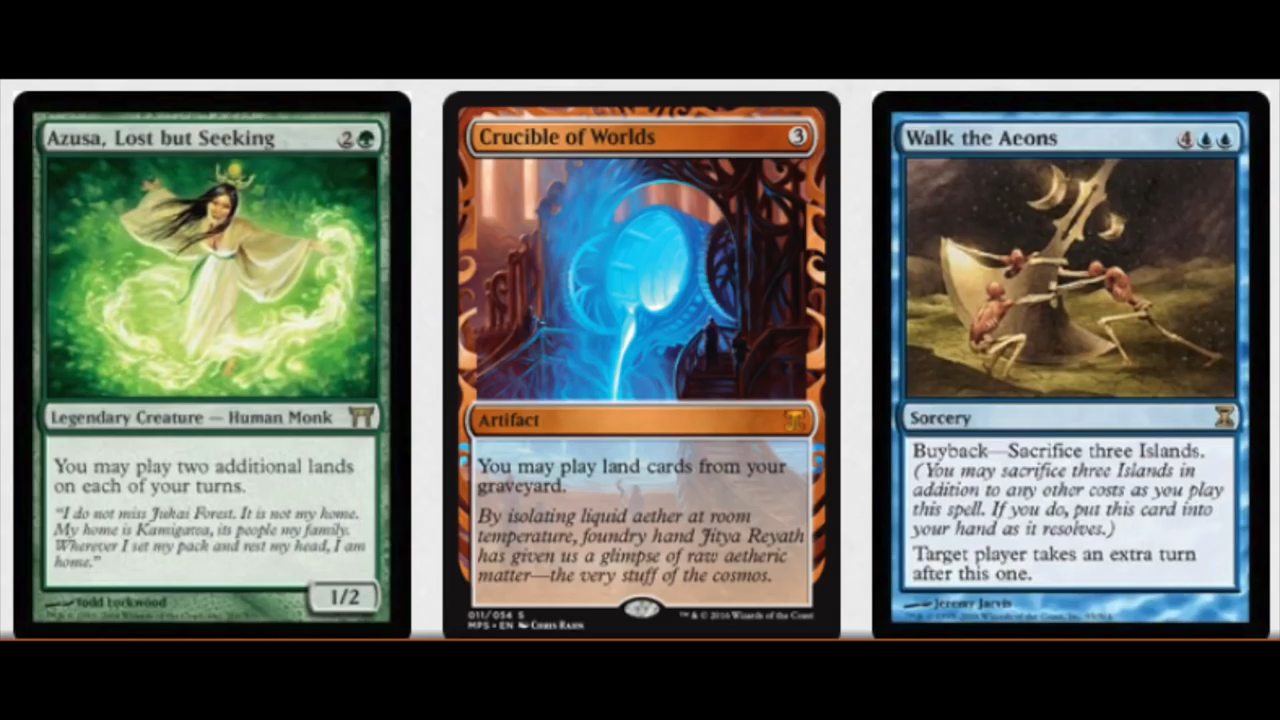 Azusa, Lost but Seeking 2
Legendary Creature — Human Monk
You may play two additional lands
on each of your turns.
"I do not miss Jukai Forest. It is not my home.
My home is Kamigawa, its people my family.
Wherever I set my pack and rest my head, I am
home."
1/2
Todd Lockwood
Crucible of Worlds 3
Artifact
You may play land cards from your
graveyard.
By isolating liquid aether at room
temperature, foundry hand Jitya Reyath
has given us a glimpse of raw aetheric
matter—the very stuff of the cosmos.
011/054 S
MPS • EN Chris Rahn
™ & © 2016 Wizards of the Coast
Walk the Aeons 4
Sorcery
Buyback—Sacrifice three Islands.
(You may sacrifice three Islands in
addition to any other costs as you play
this spell. If you do, put this card into
your hand as it resolves.)
Target player takes an extra turn
after this one.
Jeremy Jarvis